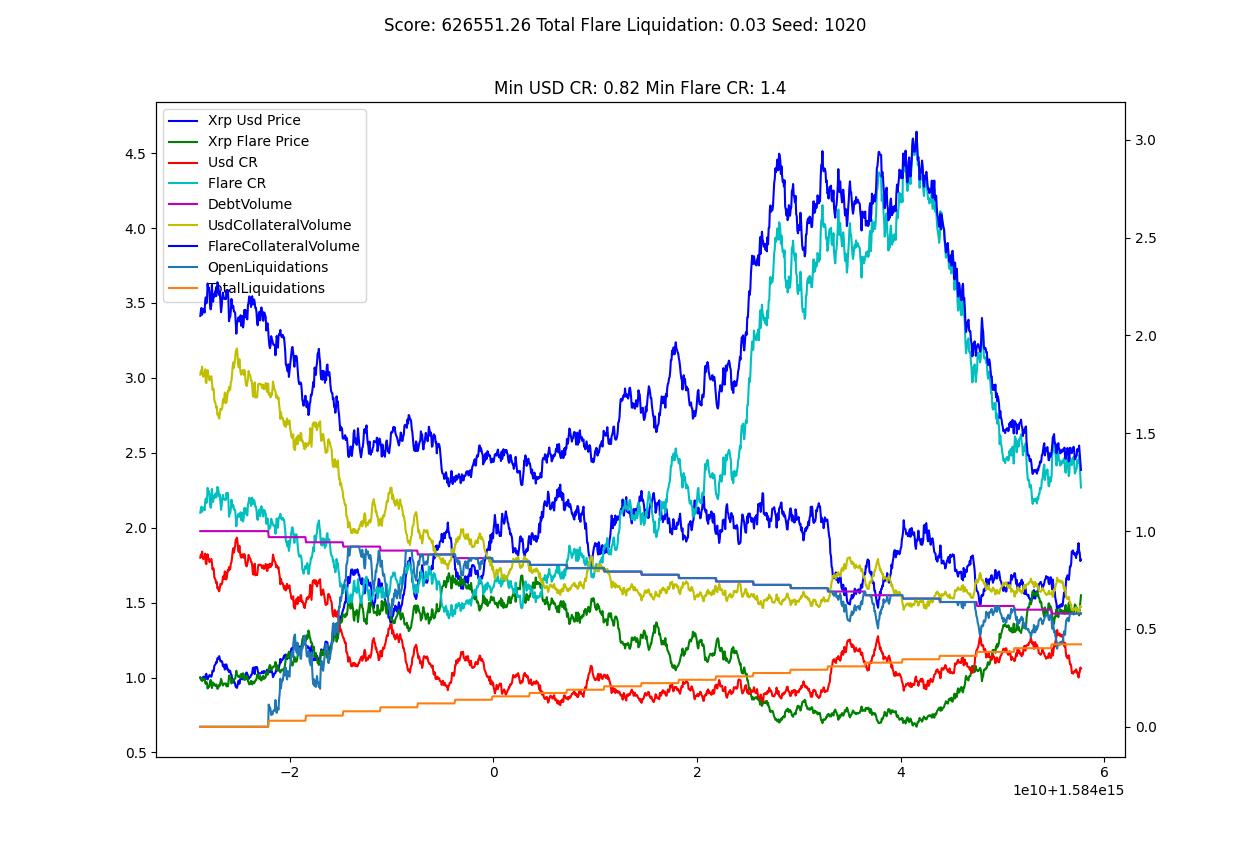 Score: 626551.26 Total Flare Liquidation: 0.03 Seed: 1020
Min USD CR: 0.82 Min Flare CR: 1.4
Xrp Usd Price
Xrp Flare Price
Usd CR
Flare CR
DebtVolume
UsdCollateralVolume
FlareCollateralVolume
OpenLiquidations
TotalLiquidations
4.5
4.0
3.5
3.0
2.5
2.0
1.5
1.0
0.5
3.0
2.5
2.0
1.5
1.0
0.5
0.0
−2
0
2
4
6
1e10+1.584e15